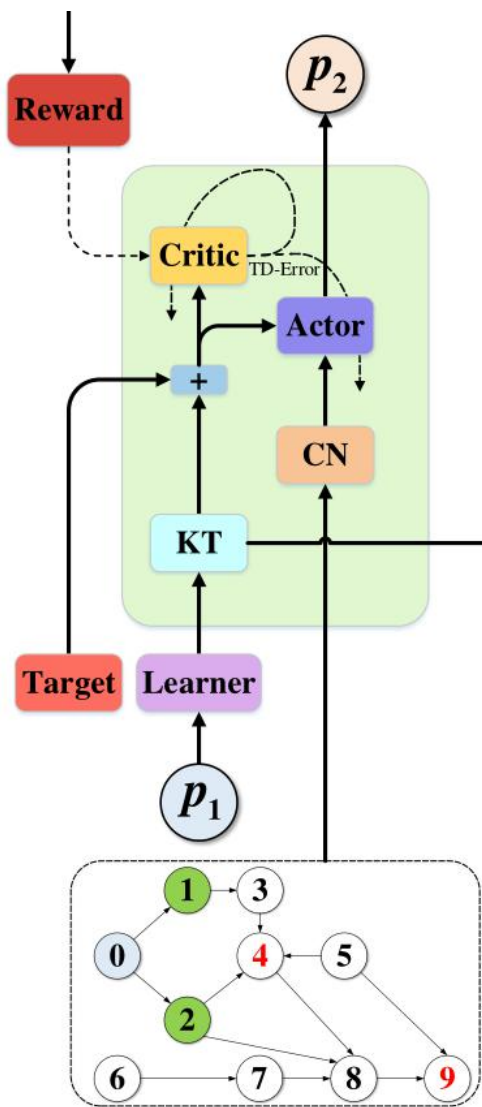 p2
Reward
Critic
TD-Error
Actor
+
CN
KT
Target
Learner
p1
1
3
0
4
5
2
6
7
8
9